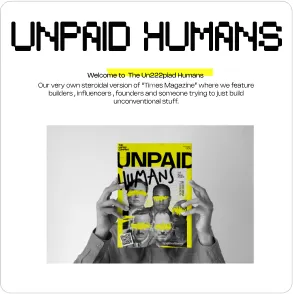 UNPAID HUMANS
Welcome to The Un222piad Humans
Our very own steroidal version of "Times Magazine" where we feature
builders , influencers , founders and someone trying to just build
unconventional stuff.
UNPAID
HUMANS